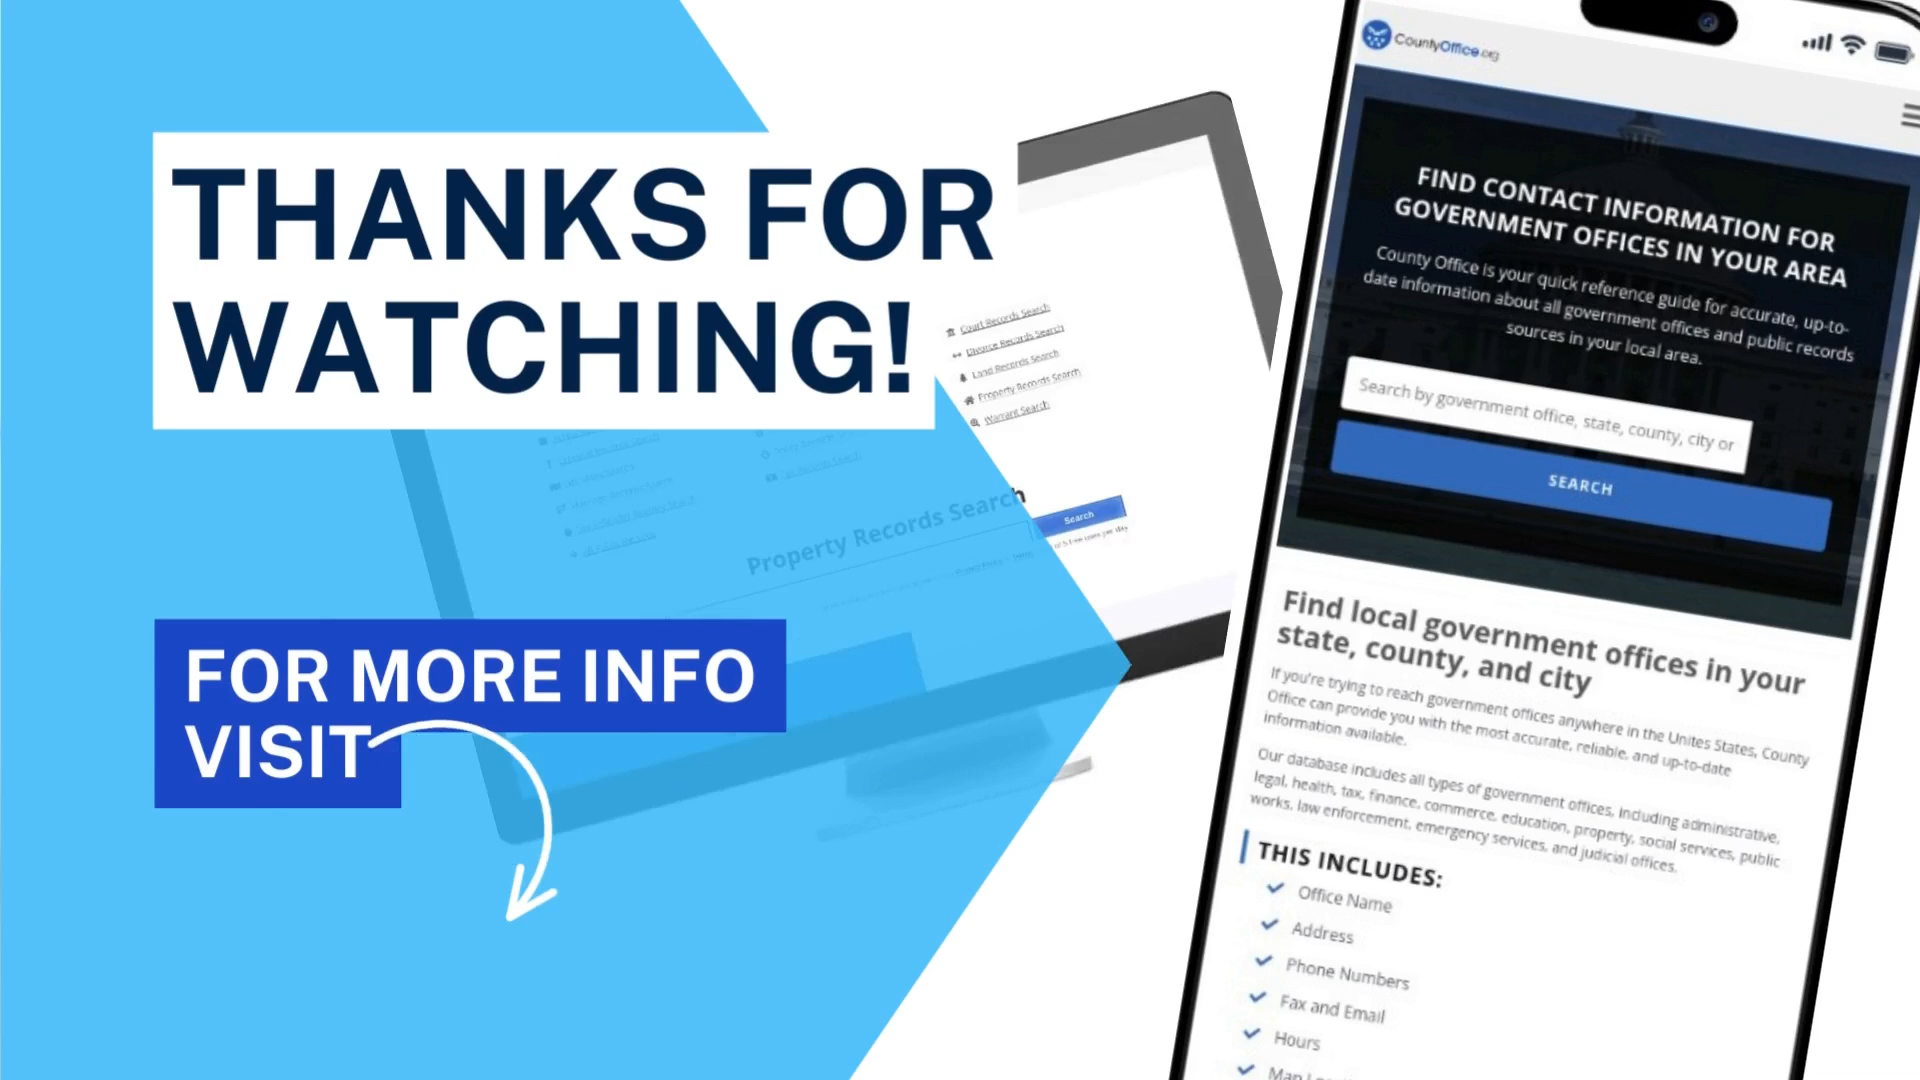 THANKS FOR
WATCHING!
FOR MORE INFO
VISIT
Court Records Search
Divorce Records Search
Land Records Search
Property Records Search
Warrant Search
Property Records Search
Search
CountyOffice.org
FIND CONTACT INFORMATION FOR
GOVERNMENT OFFICES IN YOUR AREA
County Office is your quick reference guide for accurate, up-to-
date information about all government offices and public records
sources in your local area.
Search by government office, state, county, city or
SEARCH
Find local government offices in your
state, county, and city
If you're trying to reach government offices anywhere in the Unites States, County
Office can provide you with the most accurate, reliable, and up-to-date
information available.
Our database includes all types of government offices, including administrative,
legal, health, tax, finance, commerce, education, property, social services, public
works, law enforcement, emergency services, and judicial offices.
THIS INCLUDES:
Office Name
Address
Phone Numbers
Fax and Email
Hours